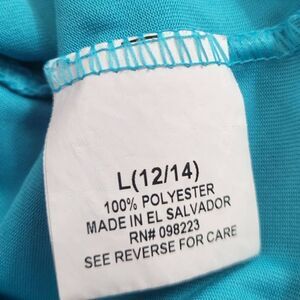 L(12/14)
100% POLYESTER
MADE IN EL SALVADOR
RN# 098223
SEE REVERSE FOR CARE